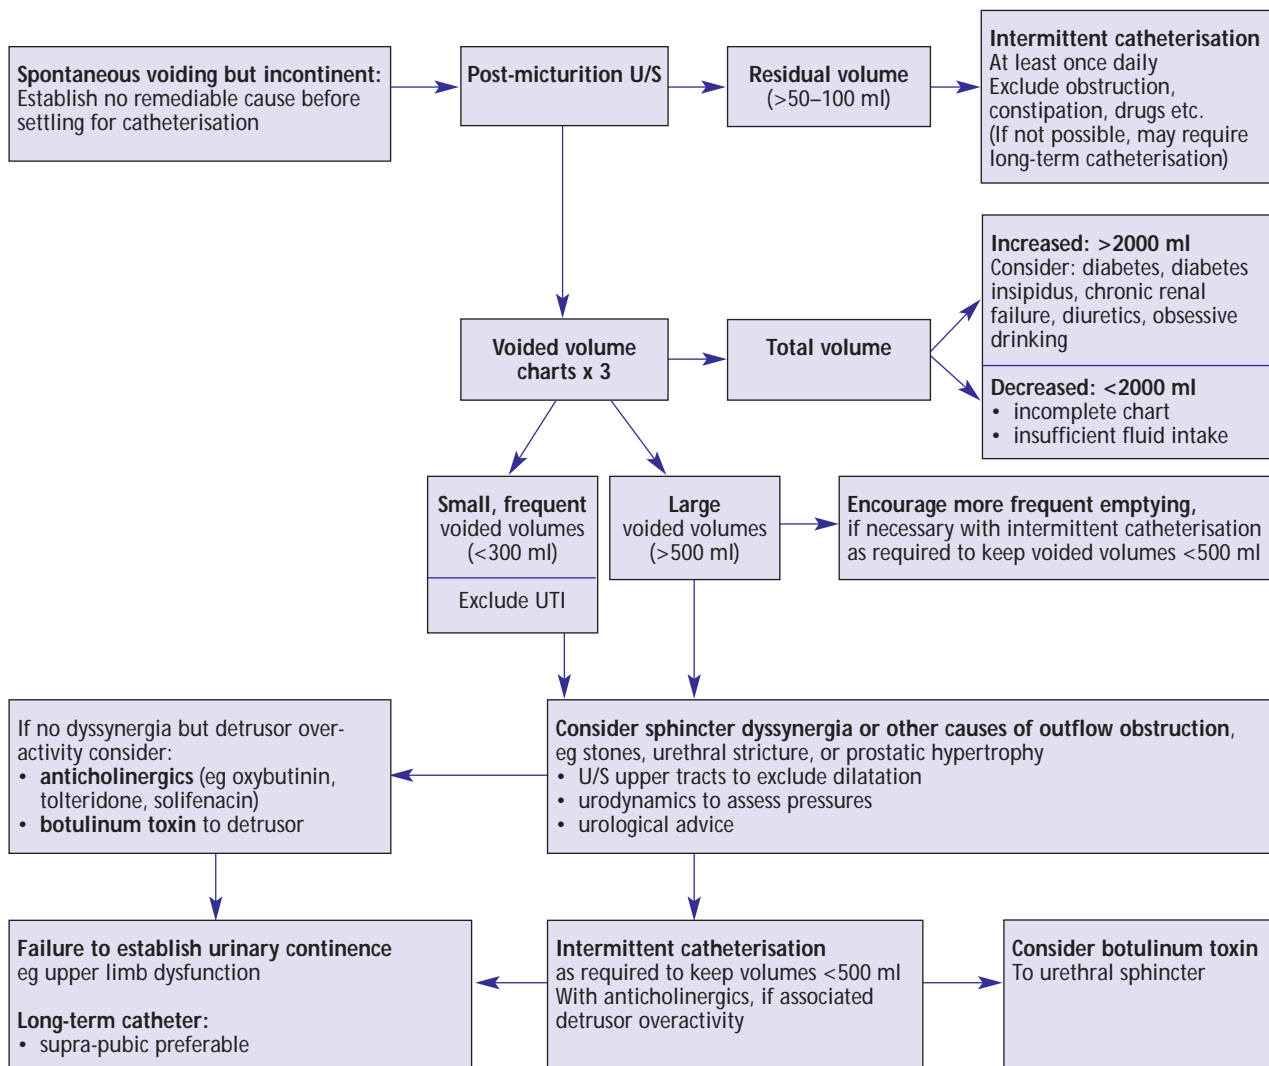 Spontaneous voiding but incontinent:
Establish no remediable cause before
settling for catheterisation
Post-micturition U/S
Residual volume
(>50–100 ml)
Intermittent catheterisation
At least once daily
Exclude obstruction,
constipation, drugs etc.
(If not possible, may require
long-term catheterisation)
Voided volume
charts x 3
Total volume
Increased: >2000 ml
Consider: diabetes, diabetes
insipidus, chronic renal
failure, diuretics, obsessive
drinking
Decreased: <2000 ml
• incomplete chart
• insufficient fluid intake
Small, frequent
voided volumes
(<300 ml)
Exclude UTI
Large
voided volumes
(>500 ml)
Encourage more frequent emptying,
if necessary with intermittent catheterisation
as required to keep voided volumes <500 ml
If no dyssynergia but detrusor over-
activity consider:
• anticholinergics (eg oxybutinin,
tolteridone, solifenacin)
• botulinum toxin to detrusor
Consider sphincter dyssynergia or other causes of outflow obstruction,
eg stones, urethral stricture, or prostatic hypertrophy
• U/S upper tracts to exclude dilatation
• urodynamics to assess pressures
• urological advice
Failure to establish urinary continence
eg upper limb dysfunction
Long-term catheter:
• supra-pubic preferable
Intermittent catheterisation
as required to keep volumes <500 ml
With anticholinergics, if associated
detrusor overactivity
Consider botulinum toxin
To urethral sphincter